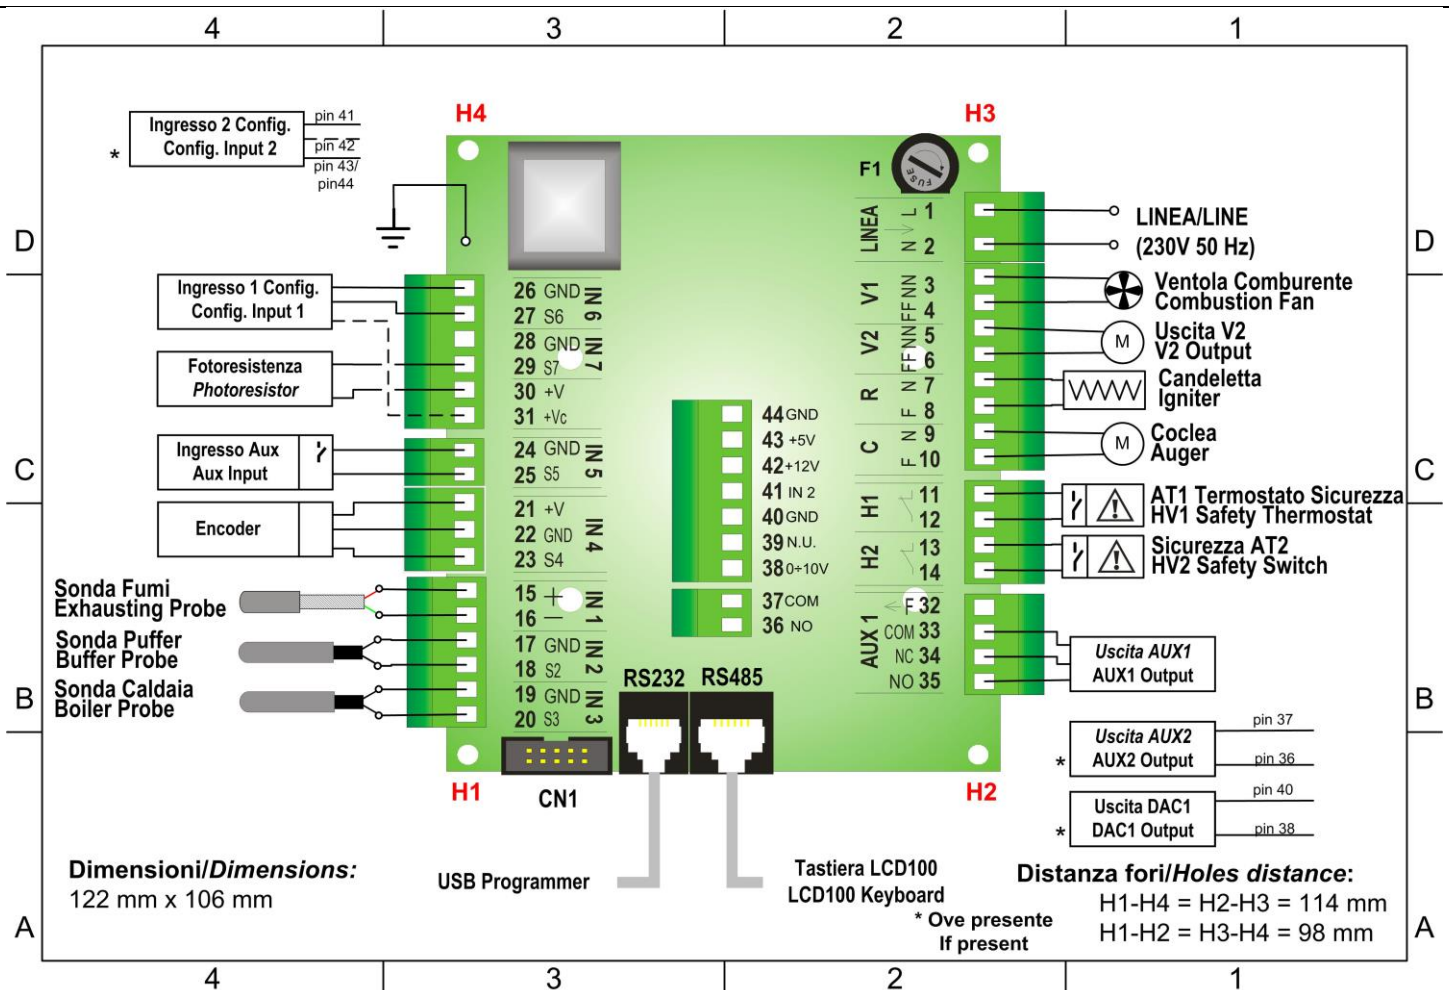 4 3 2 1
Ingresso 2 Config.
Config. Input 2
*
pin 41
pin 42
pin 43/
pin44
H4
H3
F1
FUSE
D
D
LINEA
L 1
N 2
LINEA/LINE
(230V 50 Hz)
Ingresso 1 Config.
Config. Input 1
26 GND
27 S6
IN 6
V1
N 3
F 4
Ventola Comburente
Combustion Fan
Fotoresistenza
Photoresistor
28 GND
29 S7
IN 7
30 +V
31 +Vc
V2
N 5
F 6
Uscita V2
V2 Output
M
R
N 7
F 8
Candeletta
Igniter
Ingresso Aux
Aux Input
24 GND
25 S5
IN 5
C
N 9
F 10
M
Coclea
Auger
C
C
Encoder
21 +V
22 GND
23 S4
IN 4
44 GND
43 +5V
42 +12V
41 IN 2
40 GND
39 N.U.
38 0÷10V
37 COM
36 NO
H1
11
12
AT1 Termostato Sicurezza
HV1 Safety Thermostat
H2
13
14
Sicurezza AT2
HV2 Safety Switch
Sonda Fumi
Exhausting Probe
15 +
16 −
IN 1
Sonda Puffer
Buffer Probe
17 GND
18 S2
IN 2
Sonda Caldaia
Boiler Probe
19 GND
20 S3
IN 3
AUX 1
F 32
COM 33
NC 34
NO 35
Uscita AUX1
AUX1 Output
B
B
RS232
RS485
H1
CN1
H2
Uscita AUX2
AUX2 Output
*
pin 37
pin 36
Uscita DAC1
DAC1 Output
*
pin 40
pin 38
Dimensioni/Dimensions:
122 mm x 106 mm
USB Programmer
Tastiera LCD100
LCD100 Keyboard
* Ove presente
If present
Distanza fori/Holes distance:
H1-H4 = H2-H3 = 114 mm
H1-H2 = H3-H4 = 98 mm
A
A
4 3 2 1